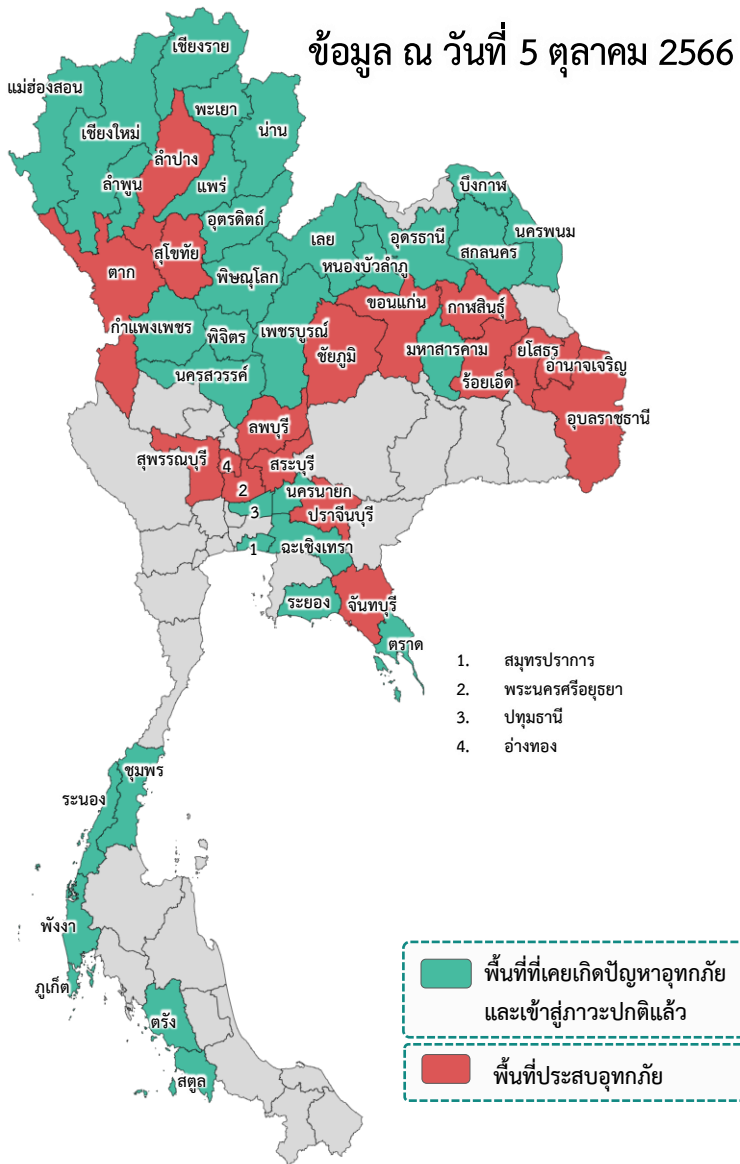 ข้อมูล ณ วันที่ 5 ตุลาคม 2566
เชียงราย
แม่ฮ่องสอน
พะเยา
เชียงใหม่
น่าน
ลำปาง
ลำพูน
แพร่
บึงกาฬ
อุตรดิตถ์
นครพนม
เลย
อุดรธานี
สุโขทัย
สกลนคร
ตาก
พิษณุโลก
หนองบัวลำภู
ขอนแก่น
กาฬสินธุ์
กำแพงเพชร
พิจิตร
เพชรบูรณ์
ชัยภูมิ
มหาสารคาม
ยโสธร
อำนาจเจริญ
นครสวรรค์
ร้อยเอ็ด
อุบลราชธานี
ลพบุรี
สุพรรณบุรี
4
สระบุรี
2
นครนายก
3
ปราจีนบุรี
1
ฉะเชิงเทรา
ระยอง
จันทบุรี
ตราด
1. สมุทรปราการ
2. พระนครศรีอยุธยา
3. ปทุมธานี
4. อ่างทอง
ชุมพร
ระนอง
พังงา
ภูเก็ต
ตรัง
สตูล
พื้นที่ที่เคยเกิดปัญหาอุทกภัย
และเข้าสู่ภาวะปกติแล้ว
พื้นที่ประสบอุทกภัย